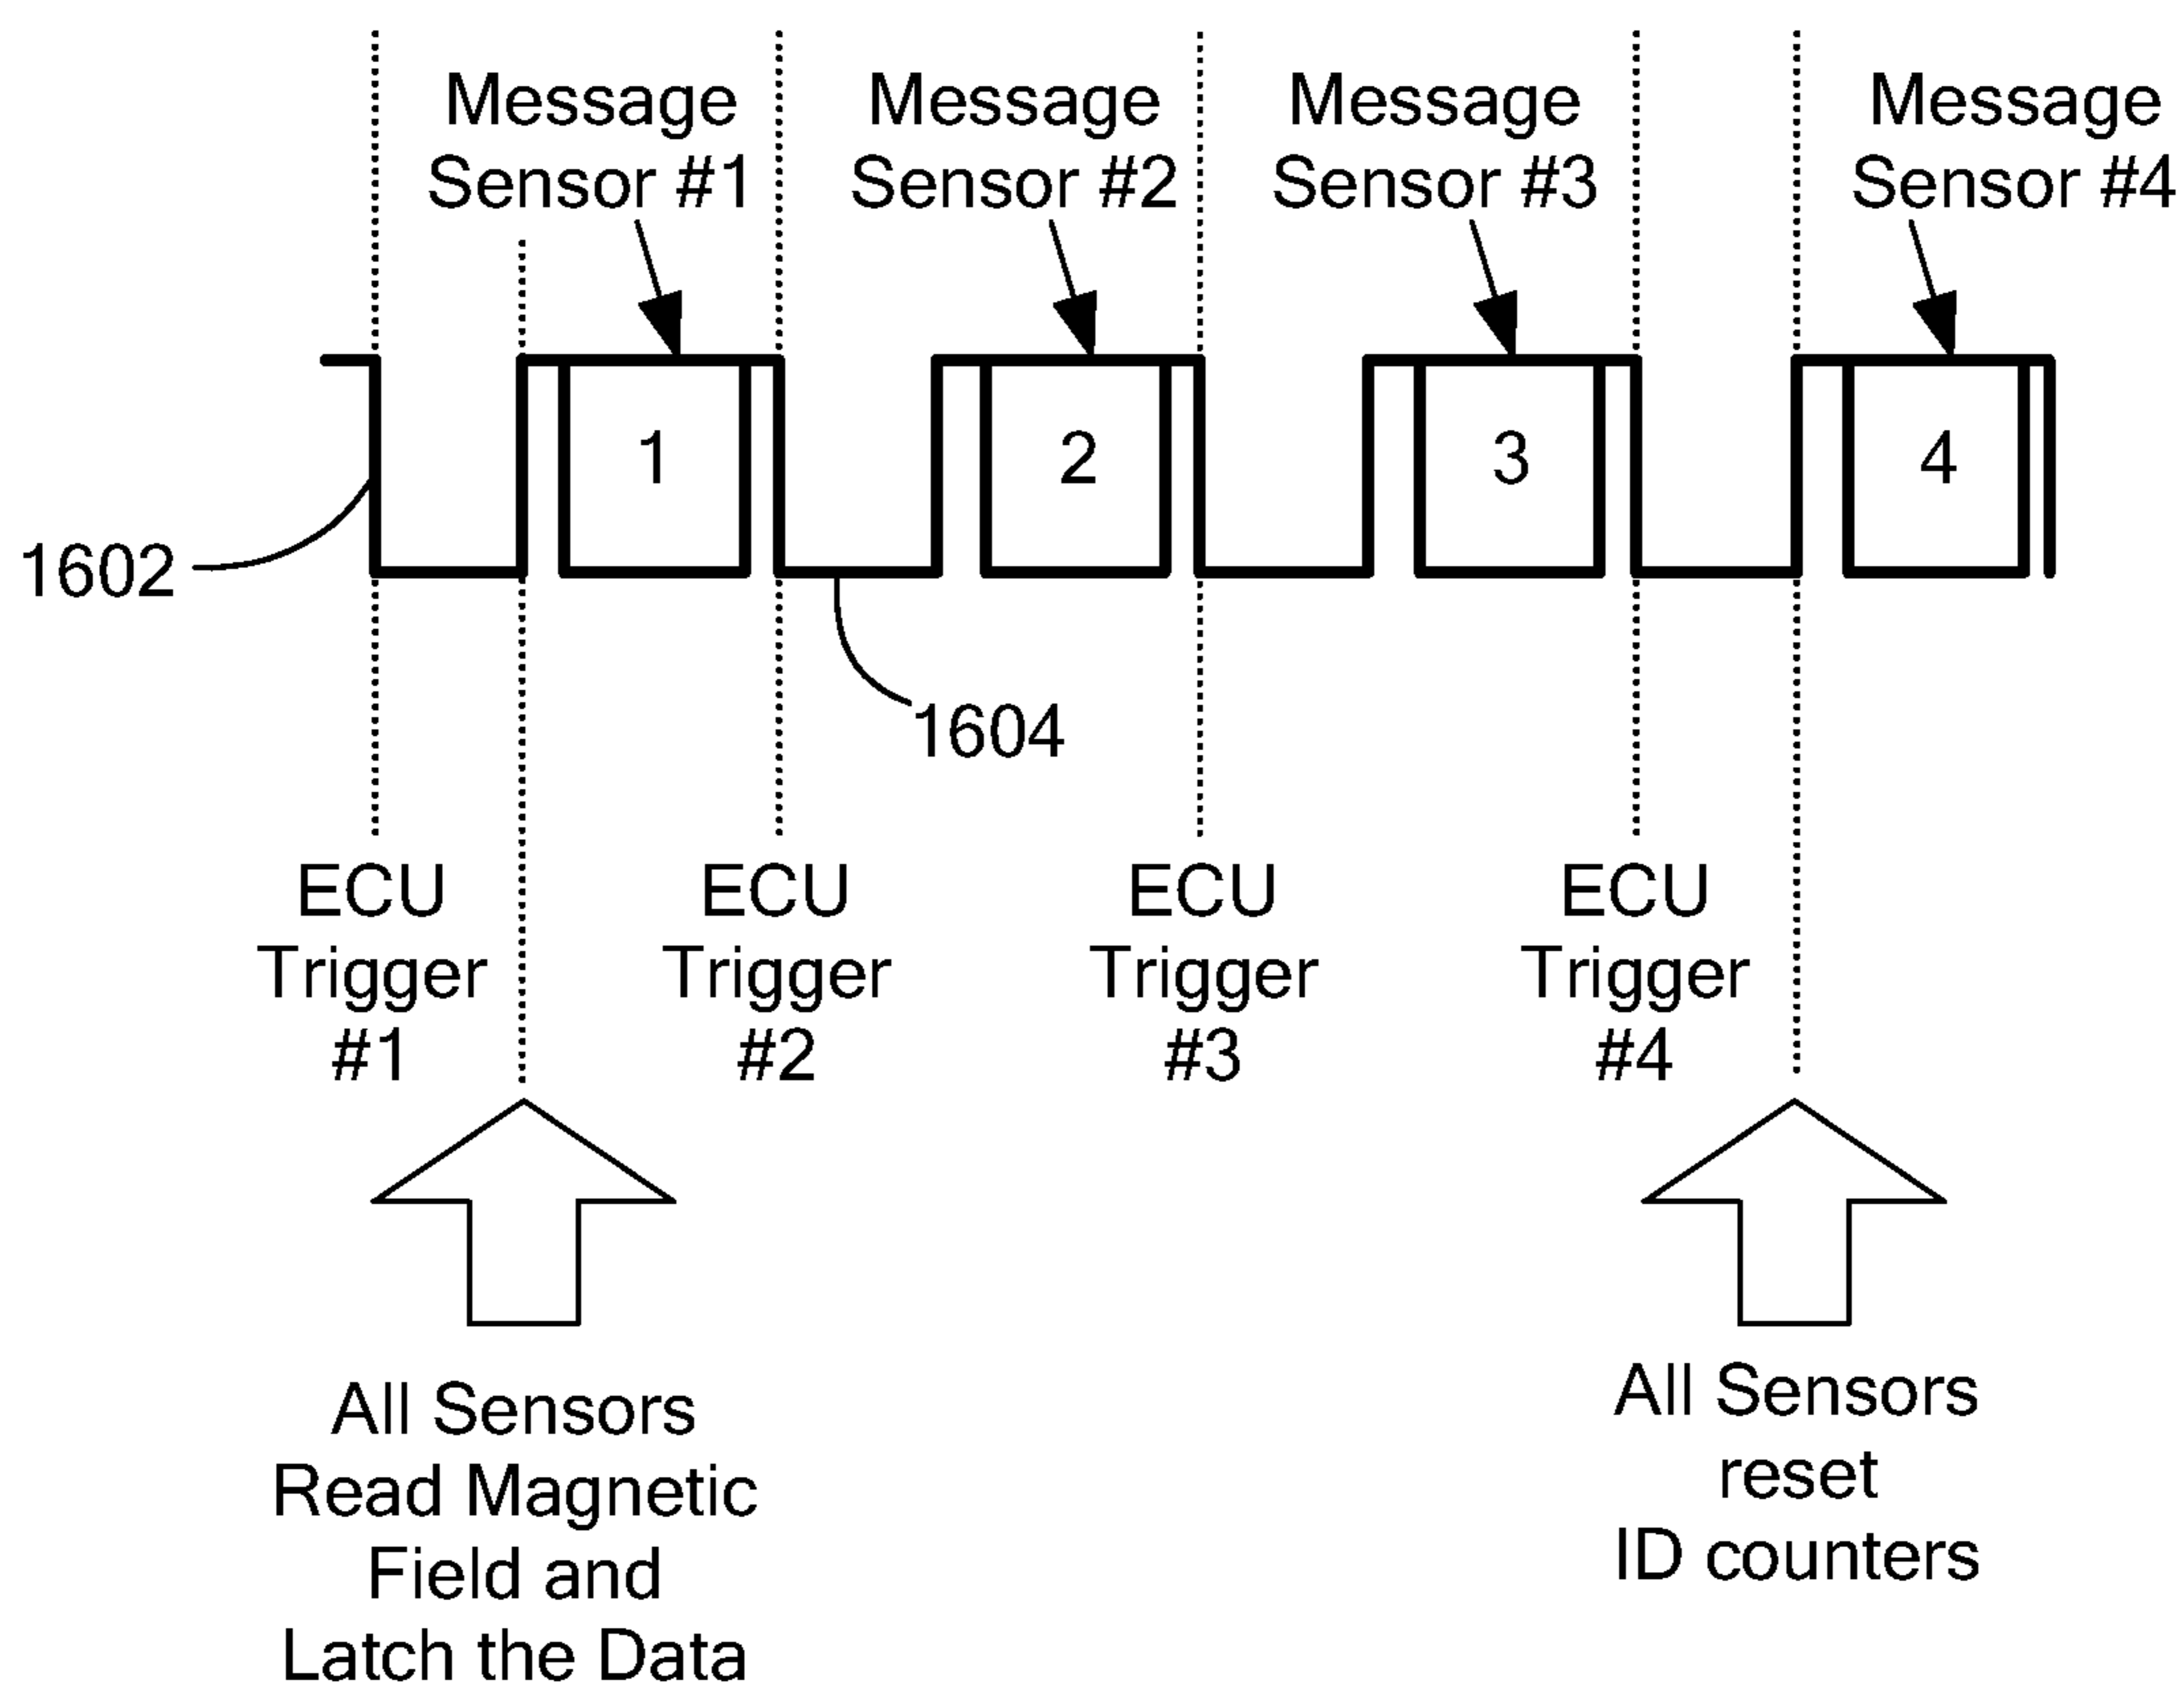 Message
Sensor #1
Message
Sensor #2
Message
Sensor #3
Message
Sensor #4
1
2
3
4
1602
1604
ECU
Trigger
#1
ECU
Trigger
#2
ECU
Trigger
#3
ECU
Trigger
#4
All Sensors
Read Magnetic
Field and
Latch the Data
All Sensors
reset
ID counters